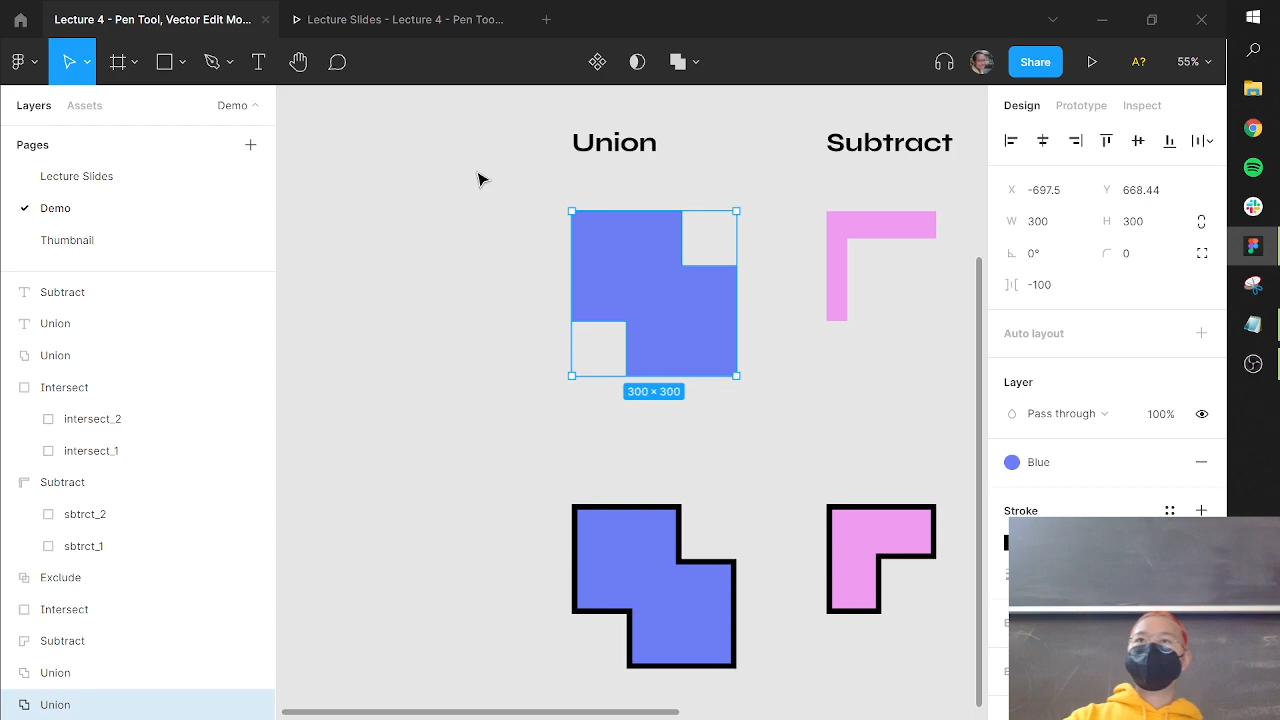 Lecture 4 - Pen Tool, Vector Edit Mo...
Lecture Slides - Lecture 4 - Pen Too...
Share
A?
55%
Layers
Assets
Demo
Union
Subtract
Design
Prototype
Inspect
Pages
Lecture Slides
Demo
Thumbnail
X -697.5 Y 668.44
W 300 H 300
0° 0
-100
Auto layout
Layer
Pass through 100%
Blue
Stroke
Subtract
Union
Union
Intersect
intersect_2
intersect_1
Subtract
sbtrct_2
sbtrct_1
Exclude
Intersect
Subtract
Union
Union
300 × 300